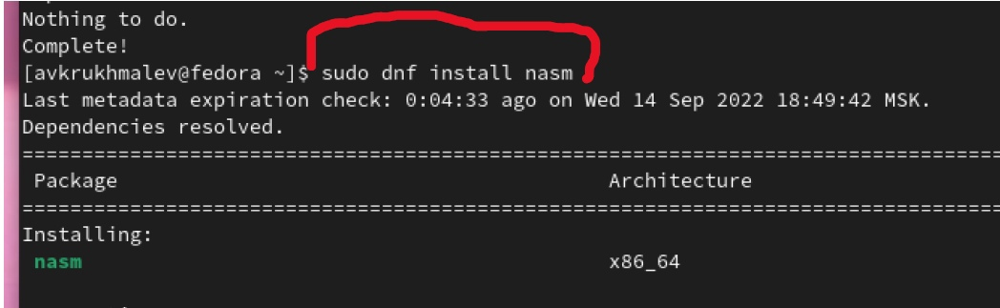 Nothing to do.
Complete!
[avkrukhmalev@fedora ~]$ sudo dnf install nasm
Last metadata expiration check: 0:04:33 ago on Wed 14 Sep 2022 18:49:42 MSK.
Dependencies resolved.
================================================================================
Package Architecture
================================================================================
Installing:
nasm x86_64